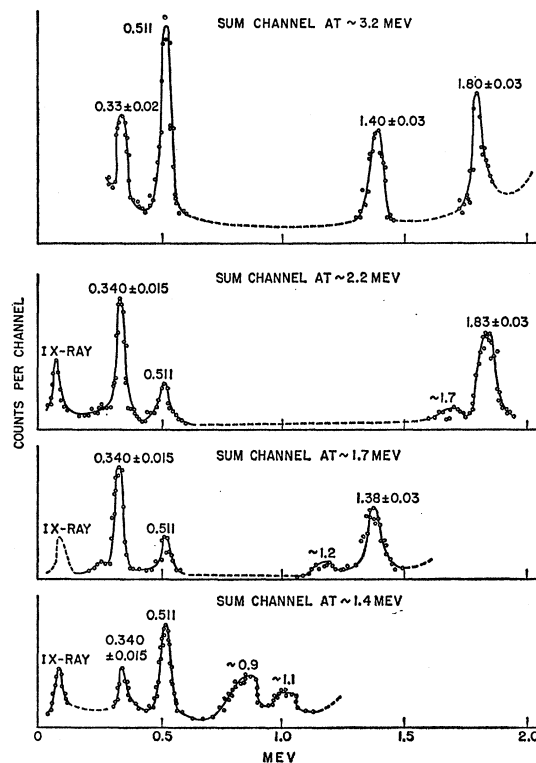 SUM CHANNEL AT ~ 3.2 MEV
0.511
0.33±0.02
1.40±0.03
1.80±0.03
SUM CHANNEL AT ~2.2 MEV
0.340±0.015
IX-RAY
0.511
~1.7
1.83±0.03
COUNTS PER CHANNEL
SUM CHANNEL AT ~1.7 MEV
0.340±0.015
IX-RAY
0.511
~1.2
1.38±0.03
SUM CHANNEL AT ~1.4 MEV
0.511
0.340
±0.015
IX-RAY
~0.9
~1.1
0 0.5 1.0 1.5 2.0
MEV